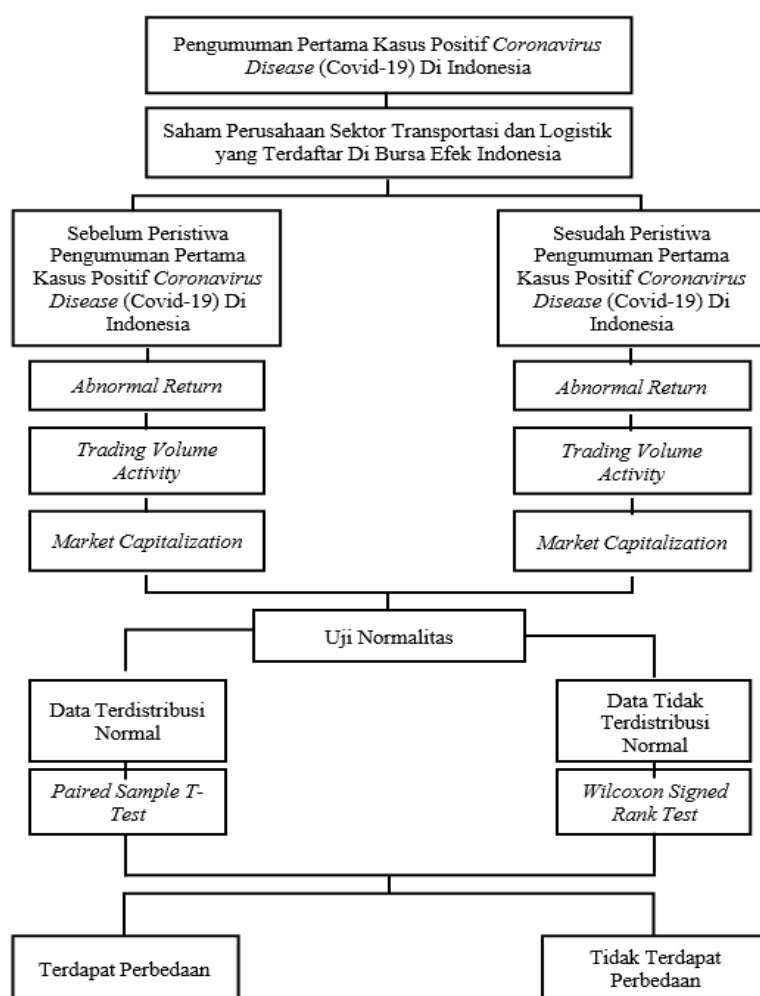 Pengumuman Pertama Kasus Positif Coronavirus
Disease (Covid-19) Di Indonesia
Saham Perusahaan Sektor Transportasi dan Logistik
yang Terdaftar Di Bursa Efek Indonesia
Sebelum Peristiwa
Pengumuman Pertama
Kasus Positif Coronavirus
Disease (Covid-19) Di
Indonesia
Sesudah Peristiwa
Pengumuman Pertama
Kasus Positif Coronavirus
Disease (Covid-19) Di
Indonesia
Abnormal Return
Abnormal Return
Trading Volume
Activity
Trading Volume
Activity
Market Capitalization
Market Capitalization
Uji Normalitas
Data Terdistribusi
Normal
Data Tidak
Terdistribusi
Normal
Paired Sample T-
Test
Wilcoxon Signed
Rank Test
Terdapat Perbedaan
Tidak Terdapat
Perbedaan